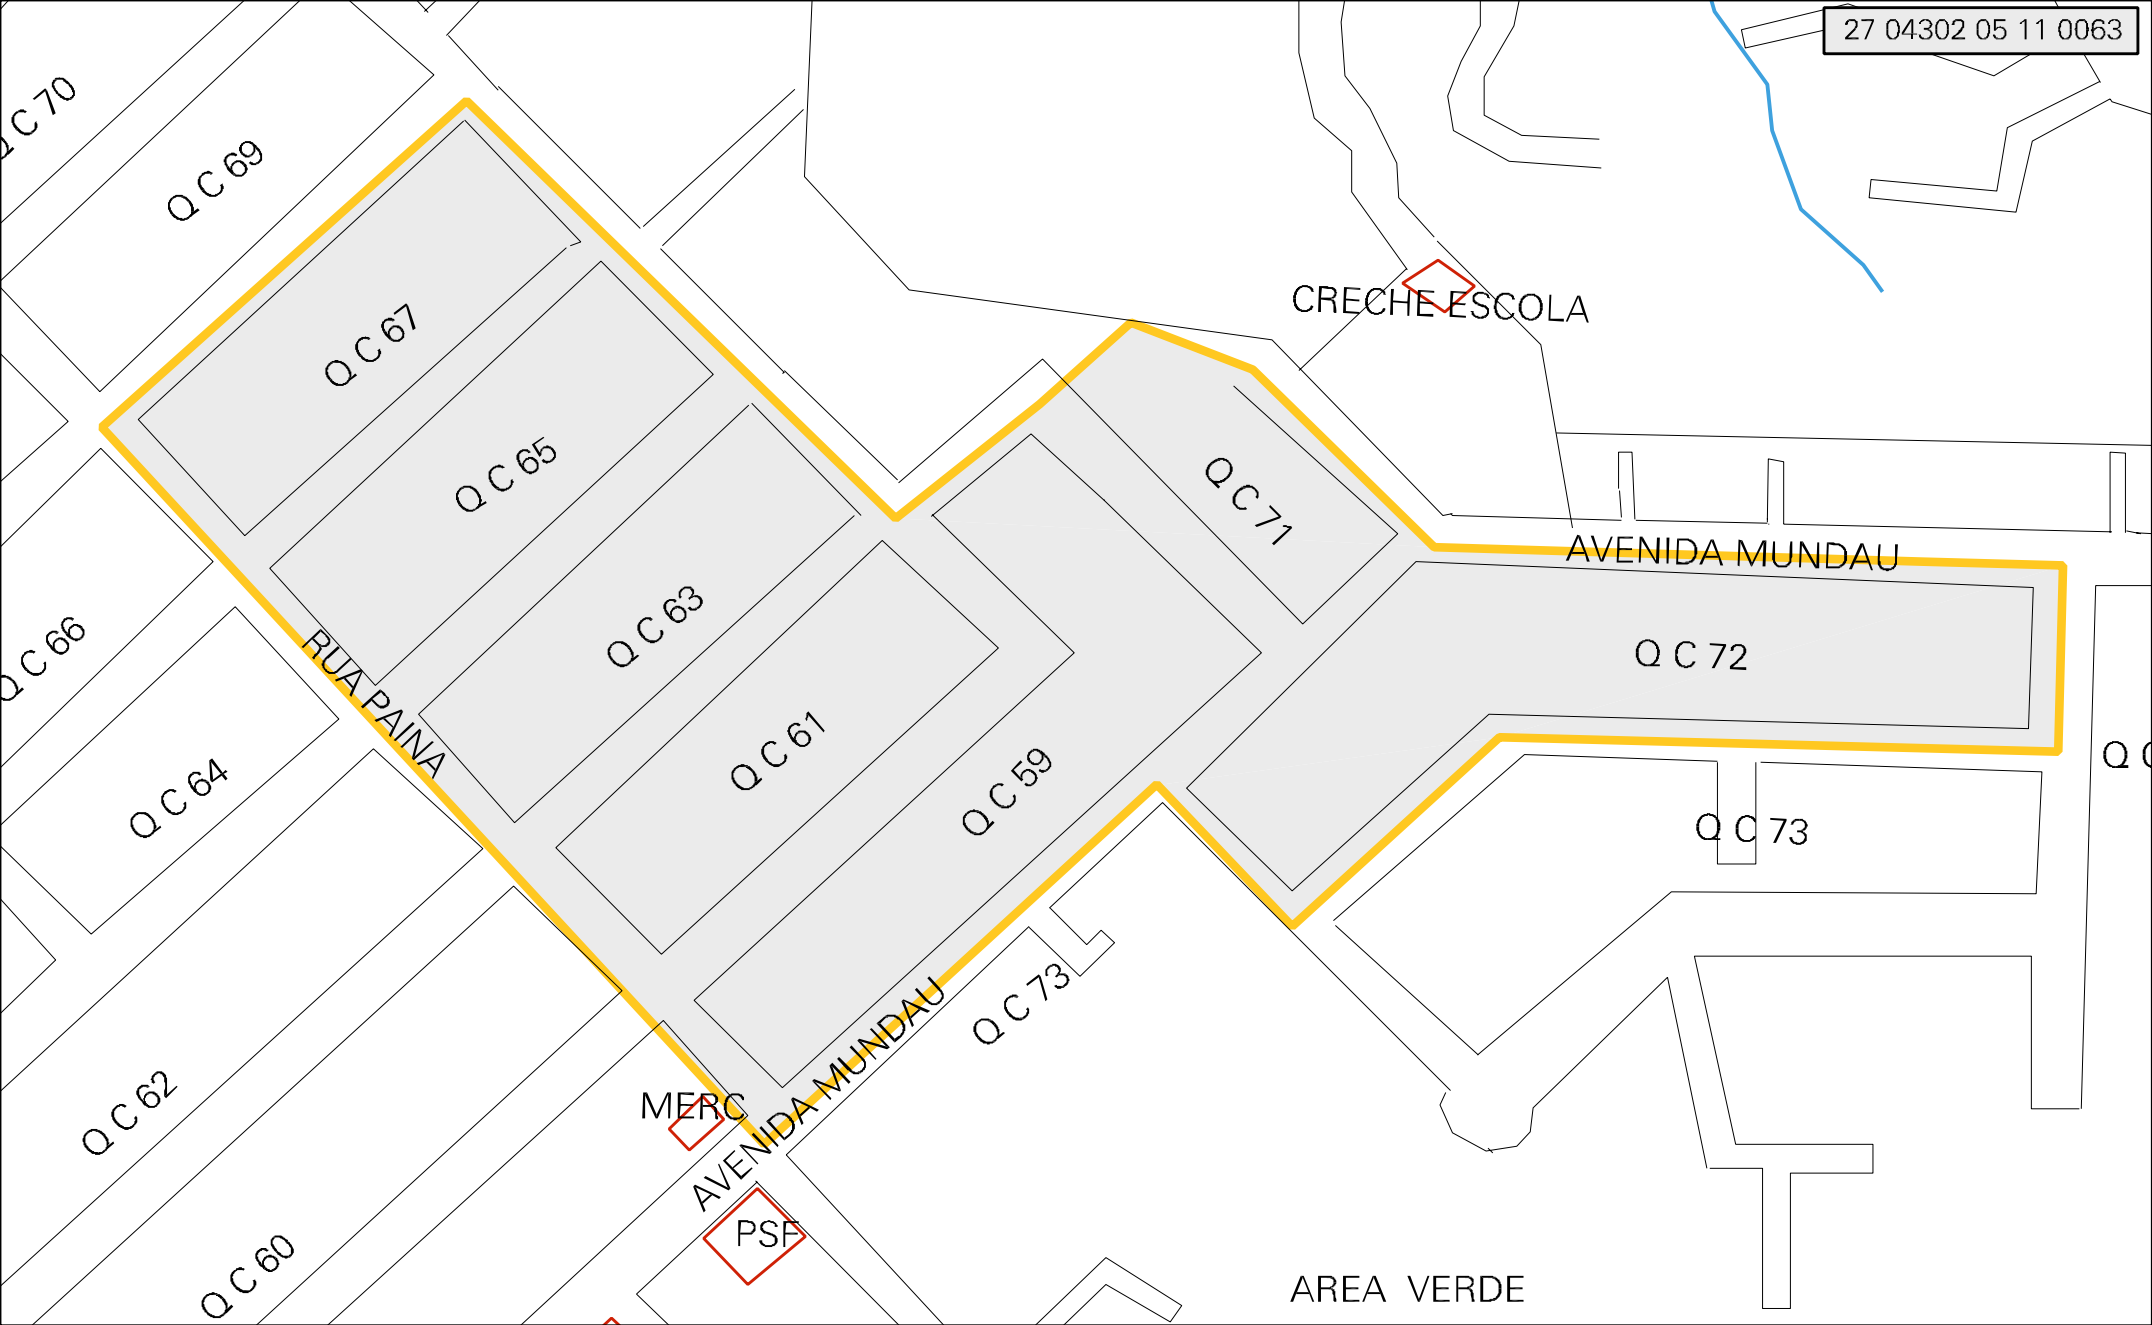 27 04302 05 11 0063
Q C 70
Q C 69
CRECHE ESCOLA
Q C 67
Q C 65
Q C 71
AVENIDA MUNDAU
Q C 63
Q C 66
RUA PAINA
Q C 72
Q C 61
Q C 59
Q C 64
Q C 73
Q C 73
AVENIDA MUNDAU
Q C 62
MERC
PSF
Q C 60
AREA VERDE